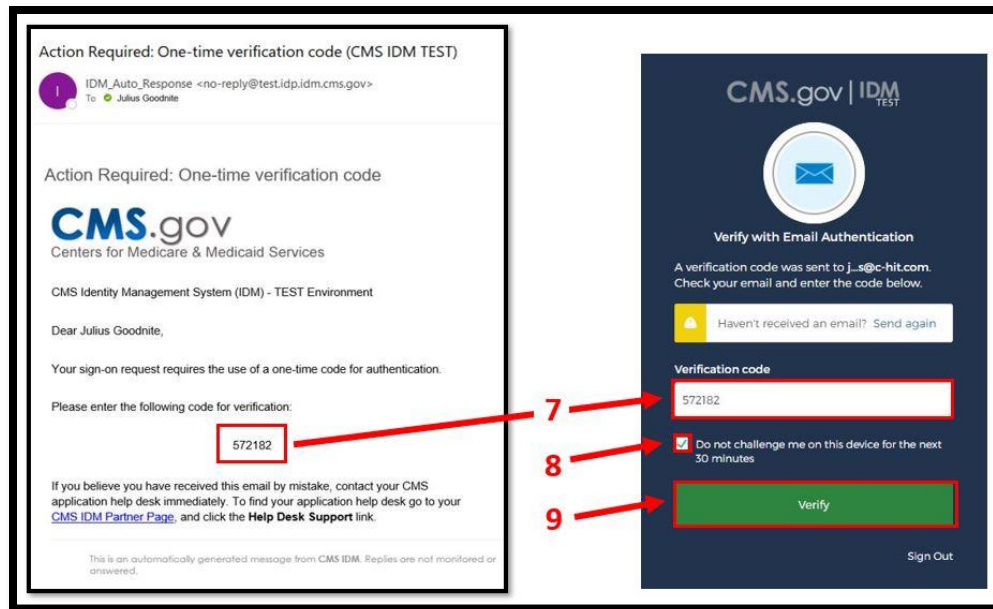 Action Required: One-time verification code (CMS IDM TEST)
I
IDM_Auto_Response <no-reply@test.idp.idm.cms.gov>
To Julius Goodnite
Action Required: One-time verification code
CMS.gov
Centers for Medicare & Medicaid Services
CMS Identity Management System (IDM) - TEST Environment
Dear Julius Goodnite,
Your sign-on request requires the use of a one-time code for authentication.
Please enter the following code for verification:
572182
If you believe you have received this email by mistake, contact your CMS
application help desk immediately. To find your application help desk go to your
CMS IDM Partner Page, and click the Help Desk Support link.
This is an automatically generated message from CMS IDM. Replies are not monitored or
answered.
7
8
9
CMS.gov | IDM
TEST
Verify with Email Authentication
A verification code was sent to j...s@c-hit.com.
Check your email and enter the code below.
Haven't received an email? Send again
Verification code
572182
Do not challenge me on this device for the next
30 minutes
Verify
Sign Out